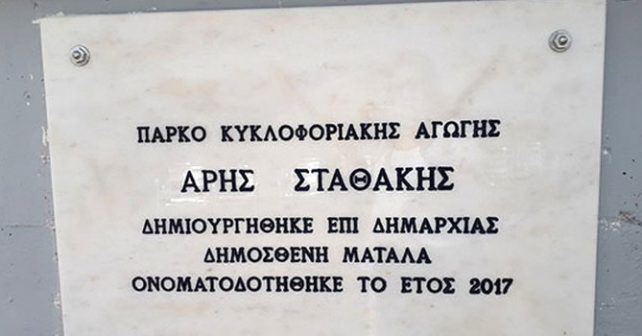 ΠΑΡΚΟ ΚΥΚΛΟΦΟΡΙΑΚΗΣ ΑΓΩΓΗΣ
ΑΡΗΣ ΣΤΑΘΑΚΗΣ
ΔΗΜΙΟΥΡΓΗΘΗΚΕ ΕΠΙ ΔΗΜΑΡΧΙΑΣ
ΔΗΜΟΣΘΕΝΗ ΜΑΤΑΛΑ
ΟΝΟΜΑΤΟΔΟΤΗΘΗΚΕ ΤΟ ΕΤΟΣ 2017